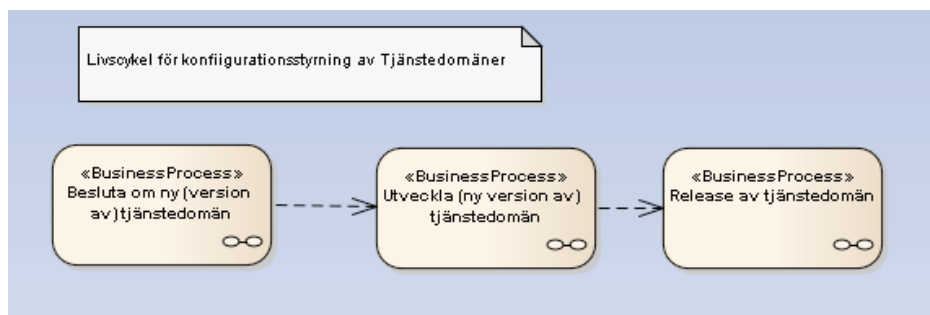 Livscykel för konfiigurationsstyrning av Tjänstedomäner
«BusinessProcess»
Besluta om ny (version
av) tjänstedomän
«BusinessProcess»
Utveckla (ny version av)
tjänstedomän
«BusinessProcess»
Release av tjänstedomän